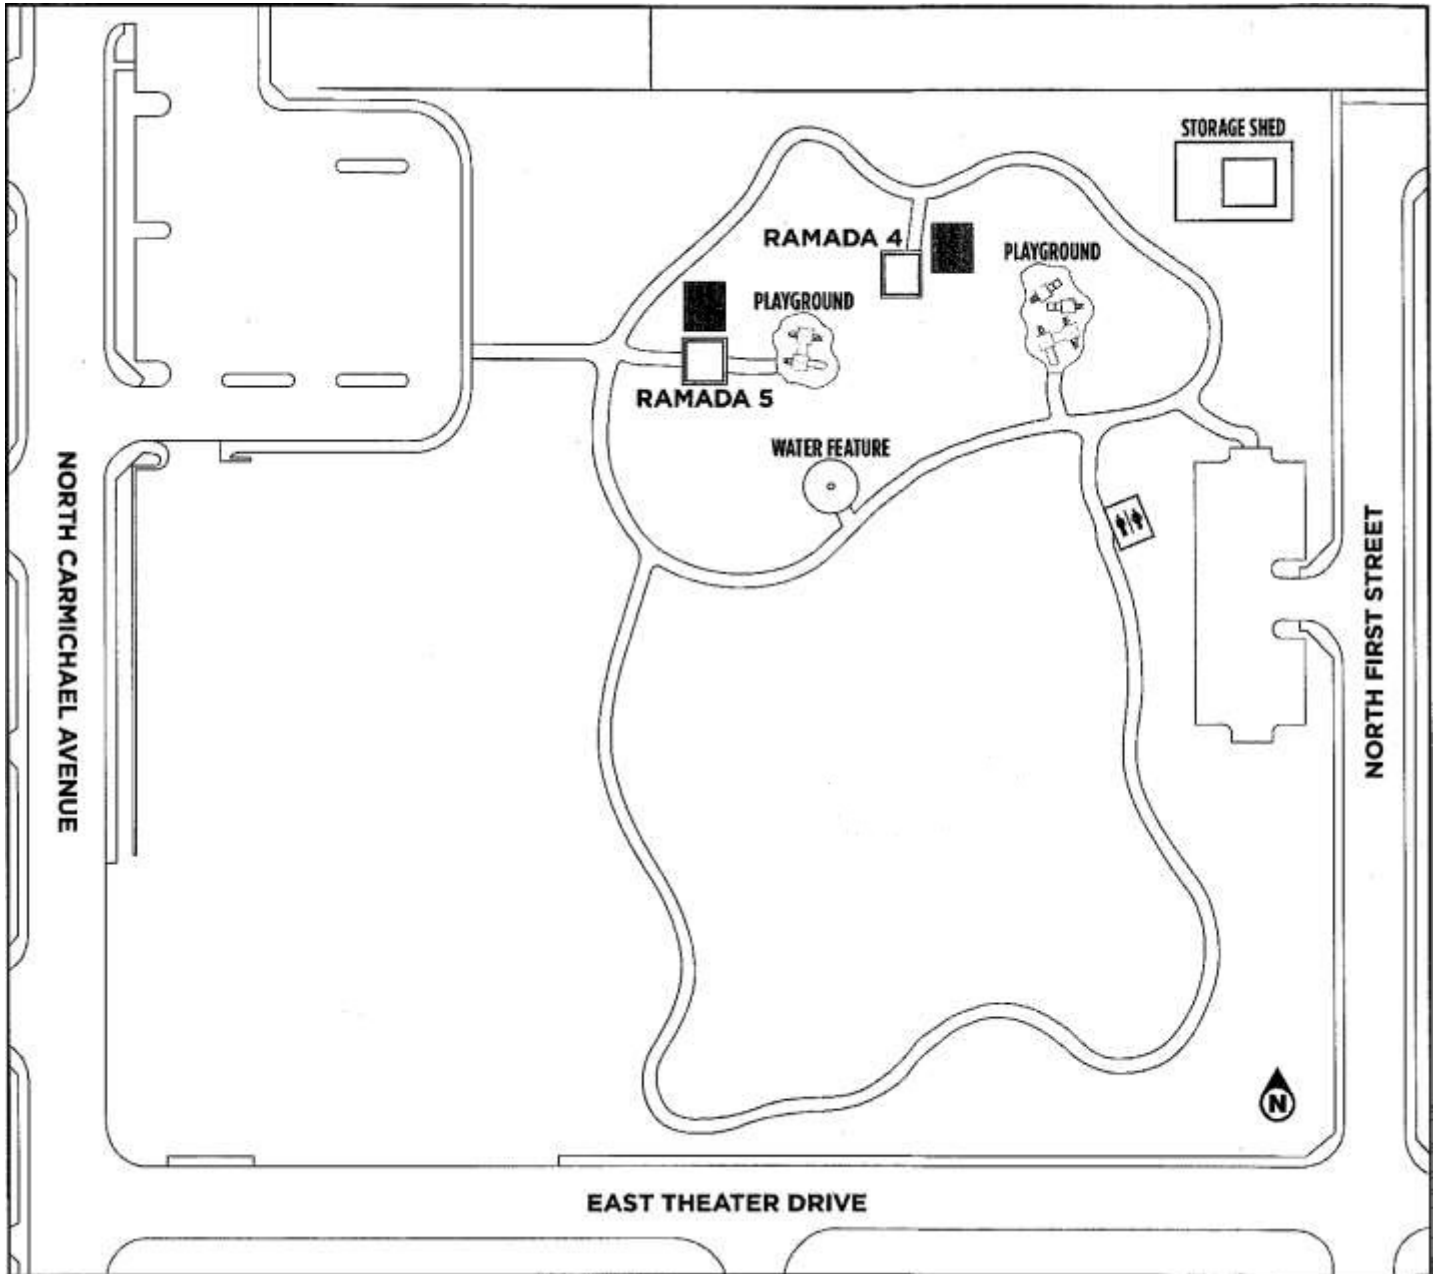 STORAGE SHED
RAMADA 4
PLAYGROUND
PLAYGROUND
RAMADA 5
WATER FEATURE
NORTH CARMICHAEL AVENUE
NORTH FIRST STREET
N
EAST THEATER DRIVE